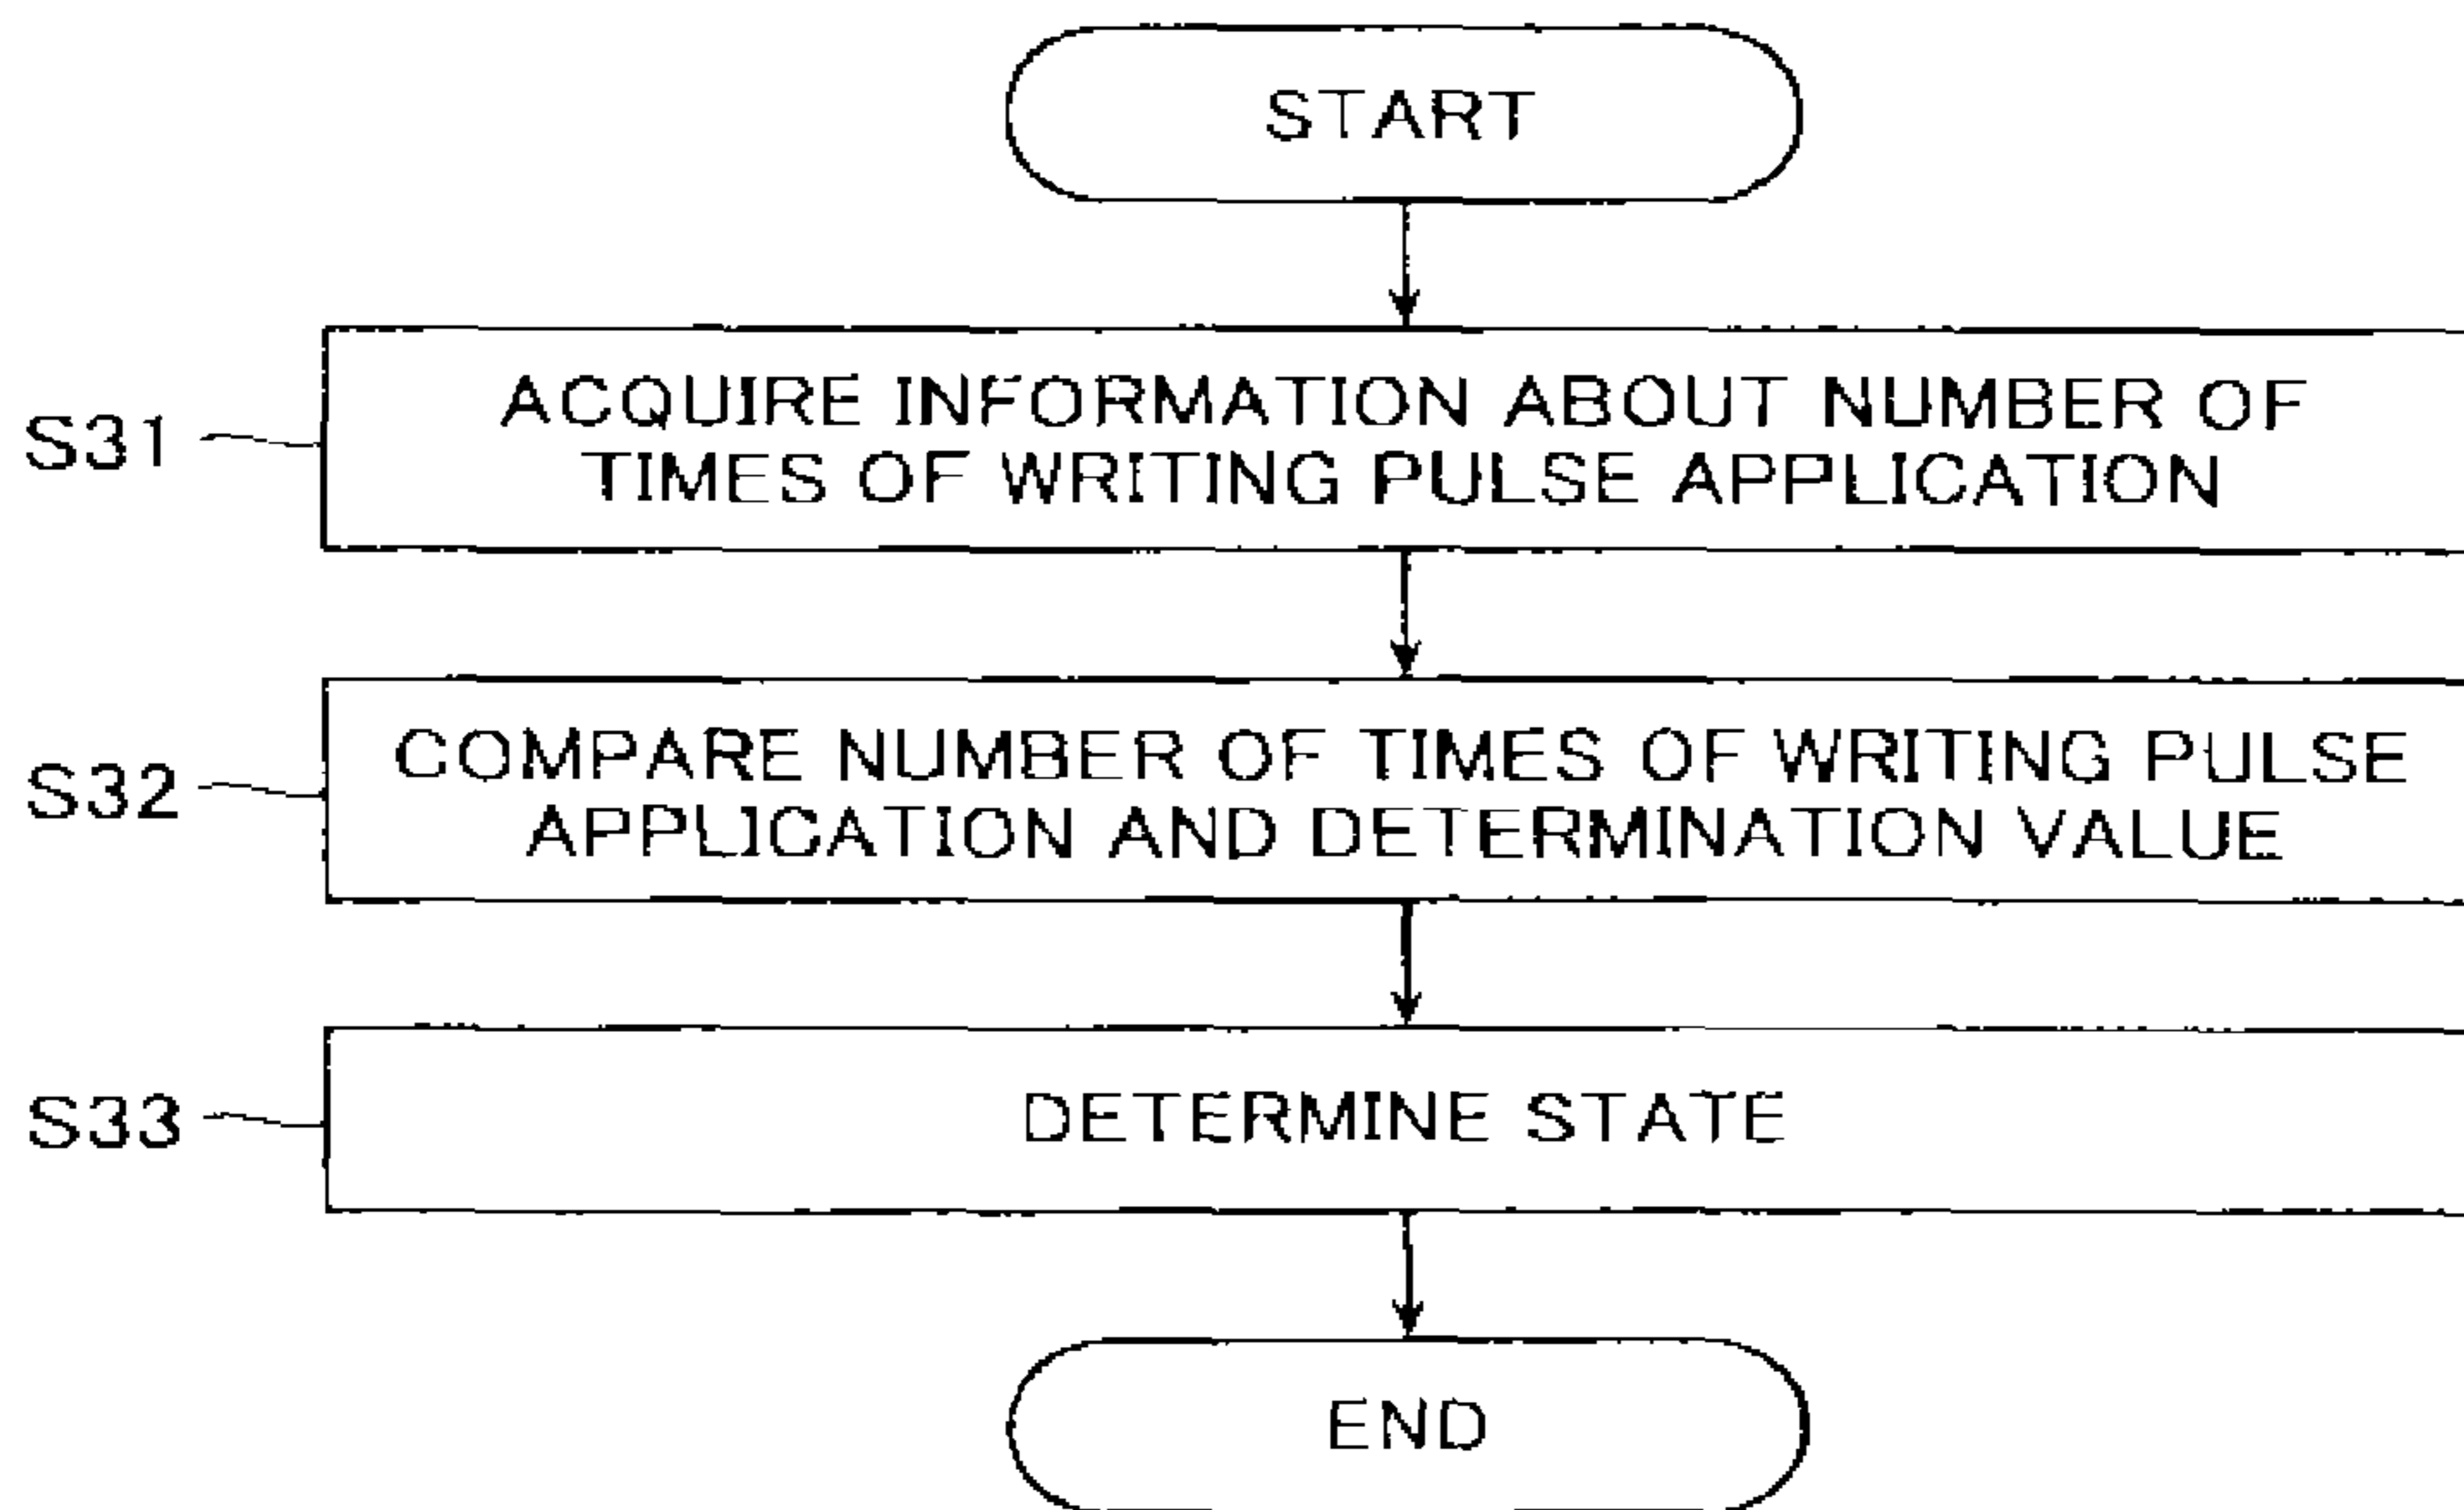 START
S31
ACQUIRE INFORMATION ABOUT NUMBER OF
TIMES OF WRITING PULSE APPLICATION
S32
COMPARE NUMBER OF TIMES OF WRITING PULSE
APPLICATION AND DETERMINATION VALUE
S33
DETERMINE STATE
END